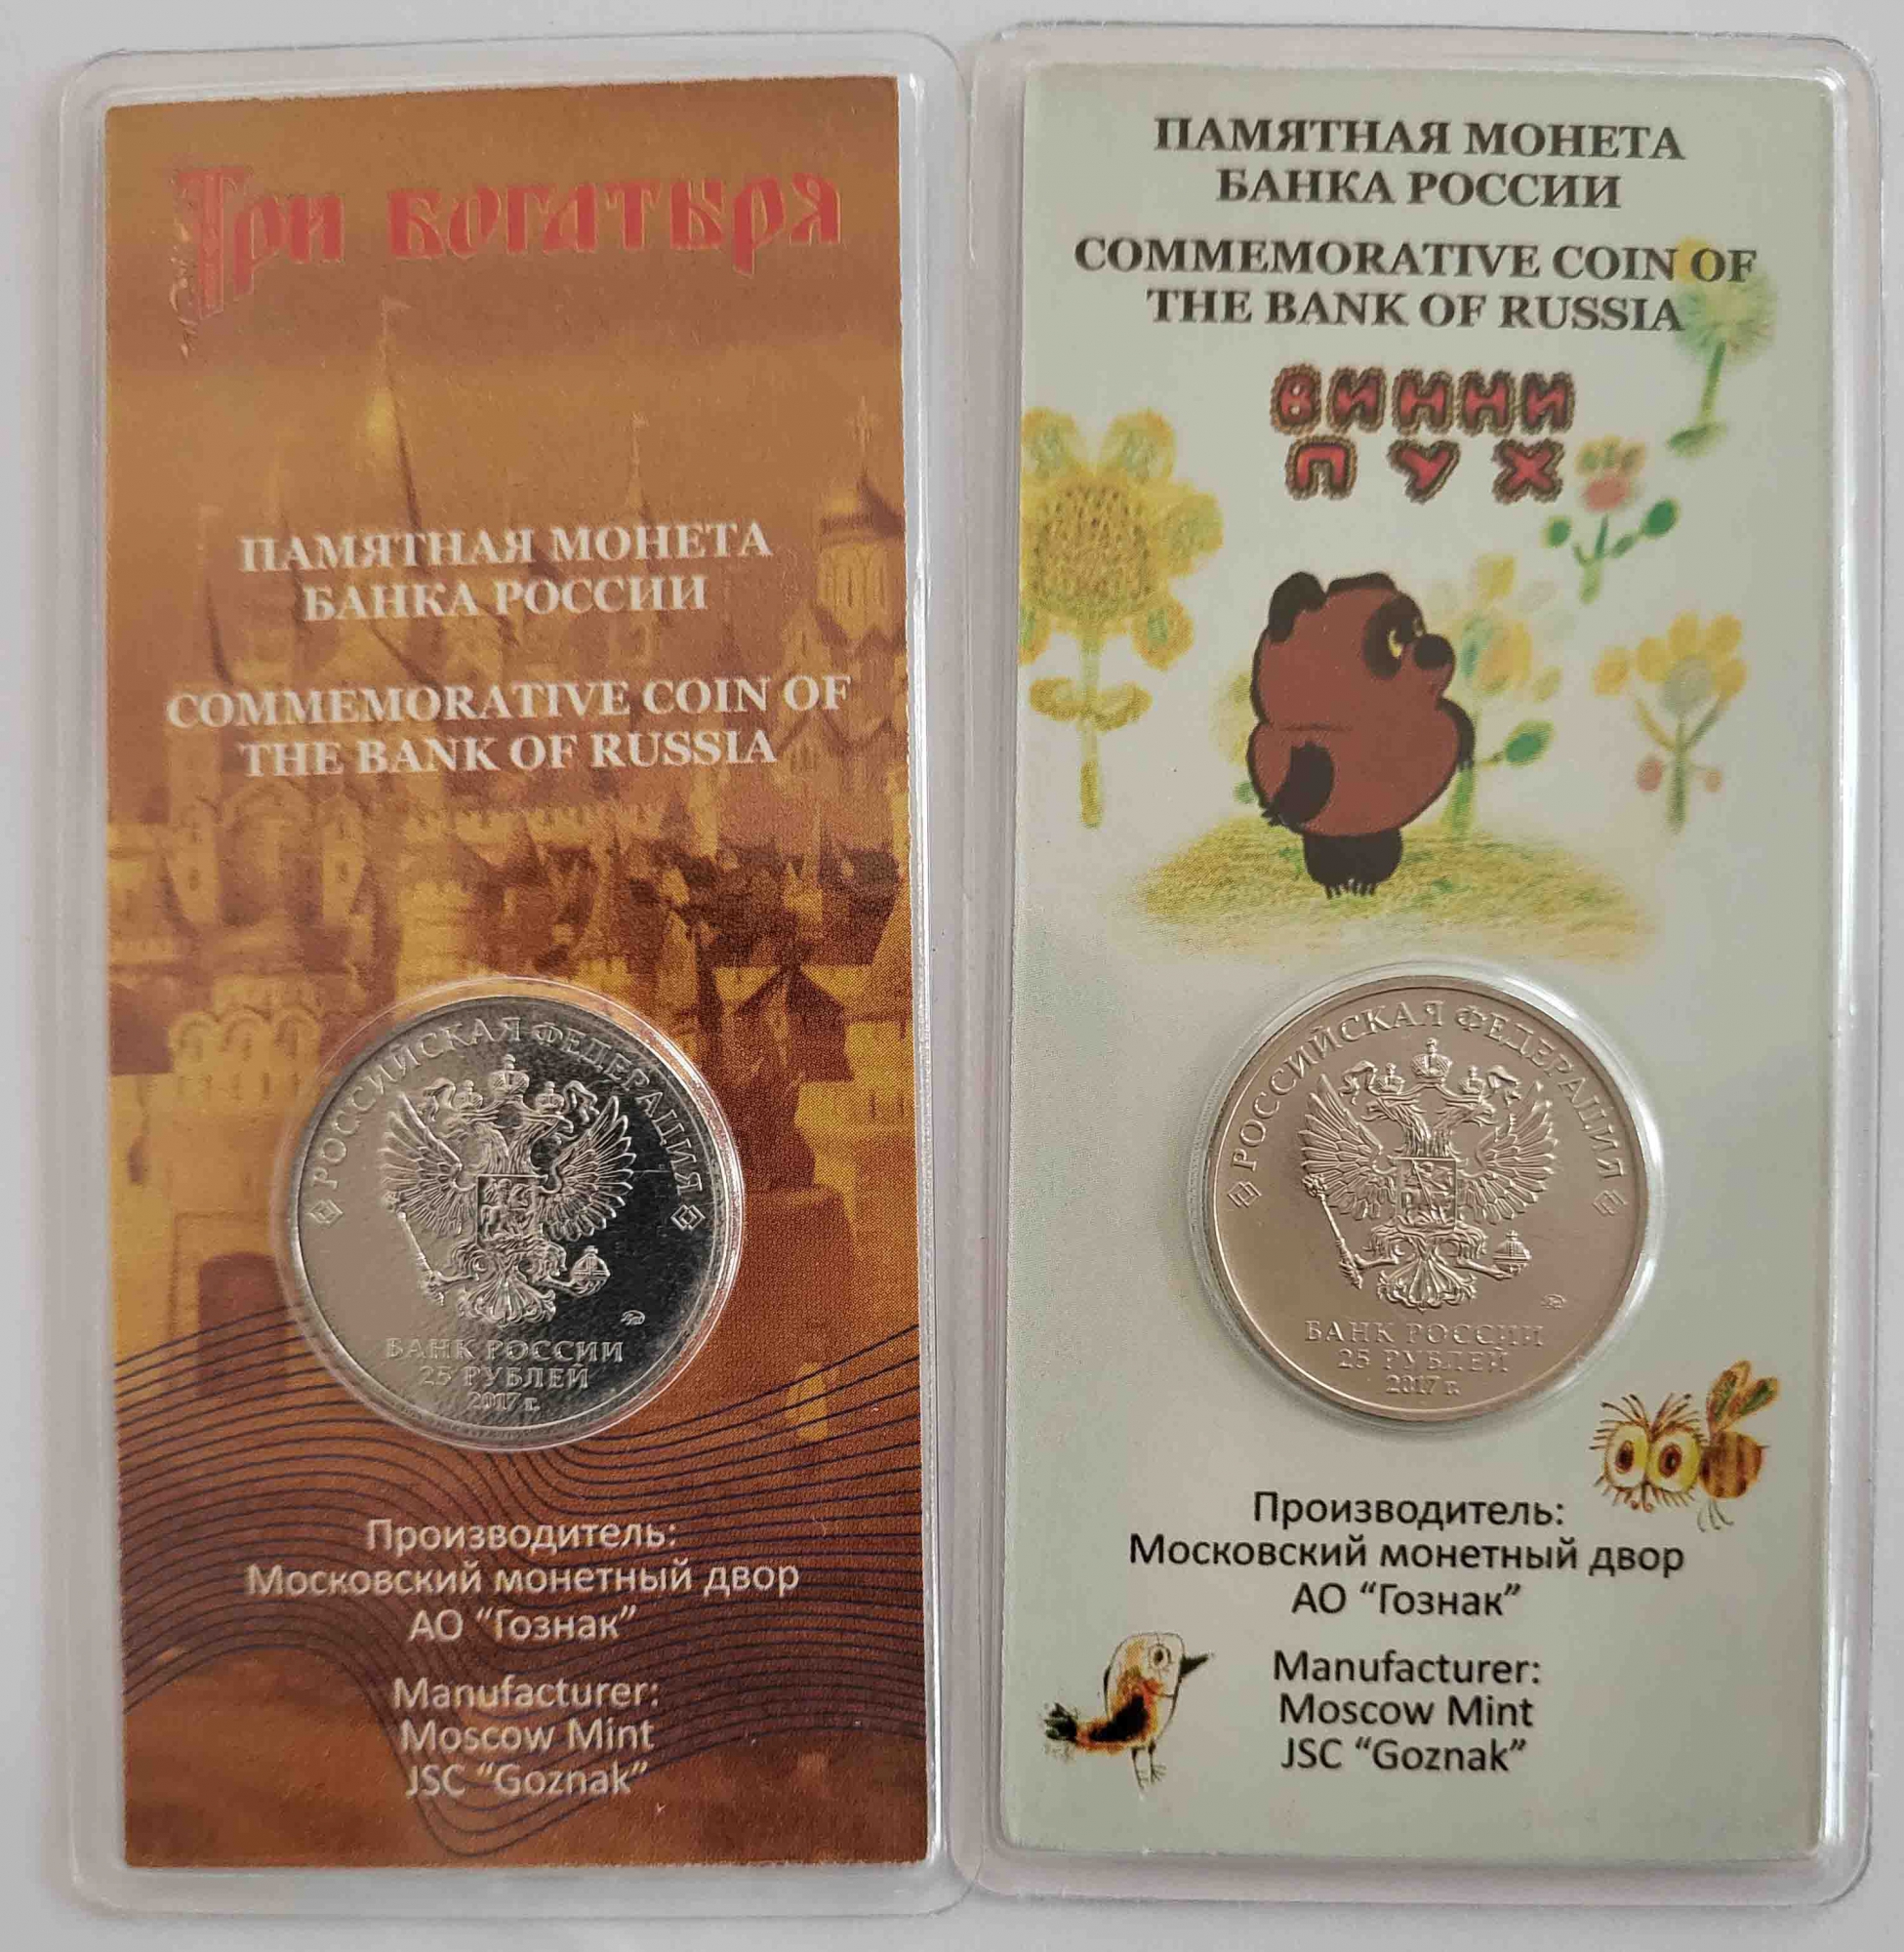 Три богатыря
ПАМЯТНАЯ МОНЕТА
БАНКА РОССИИ
COMMEMORATIVE COIN OF
THE BANK OF RUSSIA
РОССИЙСКАЯ ФЕДЕРАЦИЯ
БАНК РОССИИ
25 РУБЛЕЙ
2017 г.
Производитель:
Московский монетный двор
АО “Гознак”
Manufacturer:
Moscow Mint
JSC “Goznak”
ПАМЯТНАЯ МОНЕТА
БАНКА РОССИИ
COMMEMORATIVE COIN OF
THE BANK OF RUSSIA
ВИННИ
ПУХ
РОССИЙСКАЯ ФЕДЕРАЦИЯ
БАНК РОССИИ
25 РУБЛЕЙ
2017 г.
Производитель:
Московский монетный двор
АО “Гознак”
Manufacturer:
Moscow Mint
JSC “Goznak”